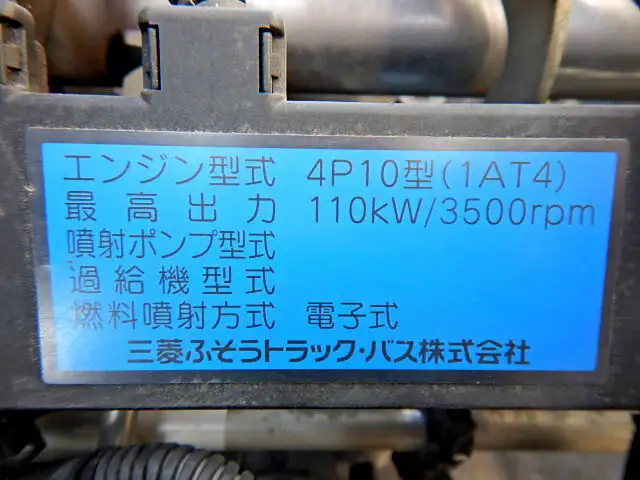 エンジン型式 4P10型(1AT4)
最高出力 110kW/3500rpm
噴射ポンプ型式
過給機型式
燃料噴射方式 電子式
三菱ふそうトラック・バス株式会社